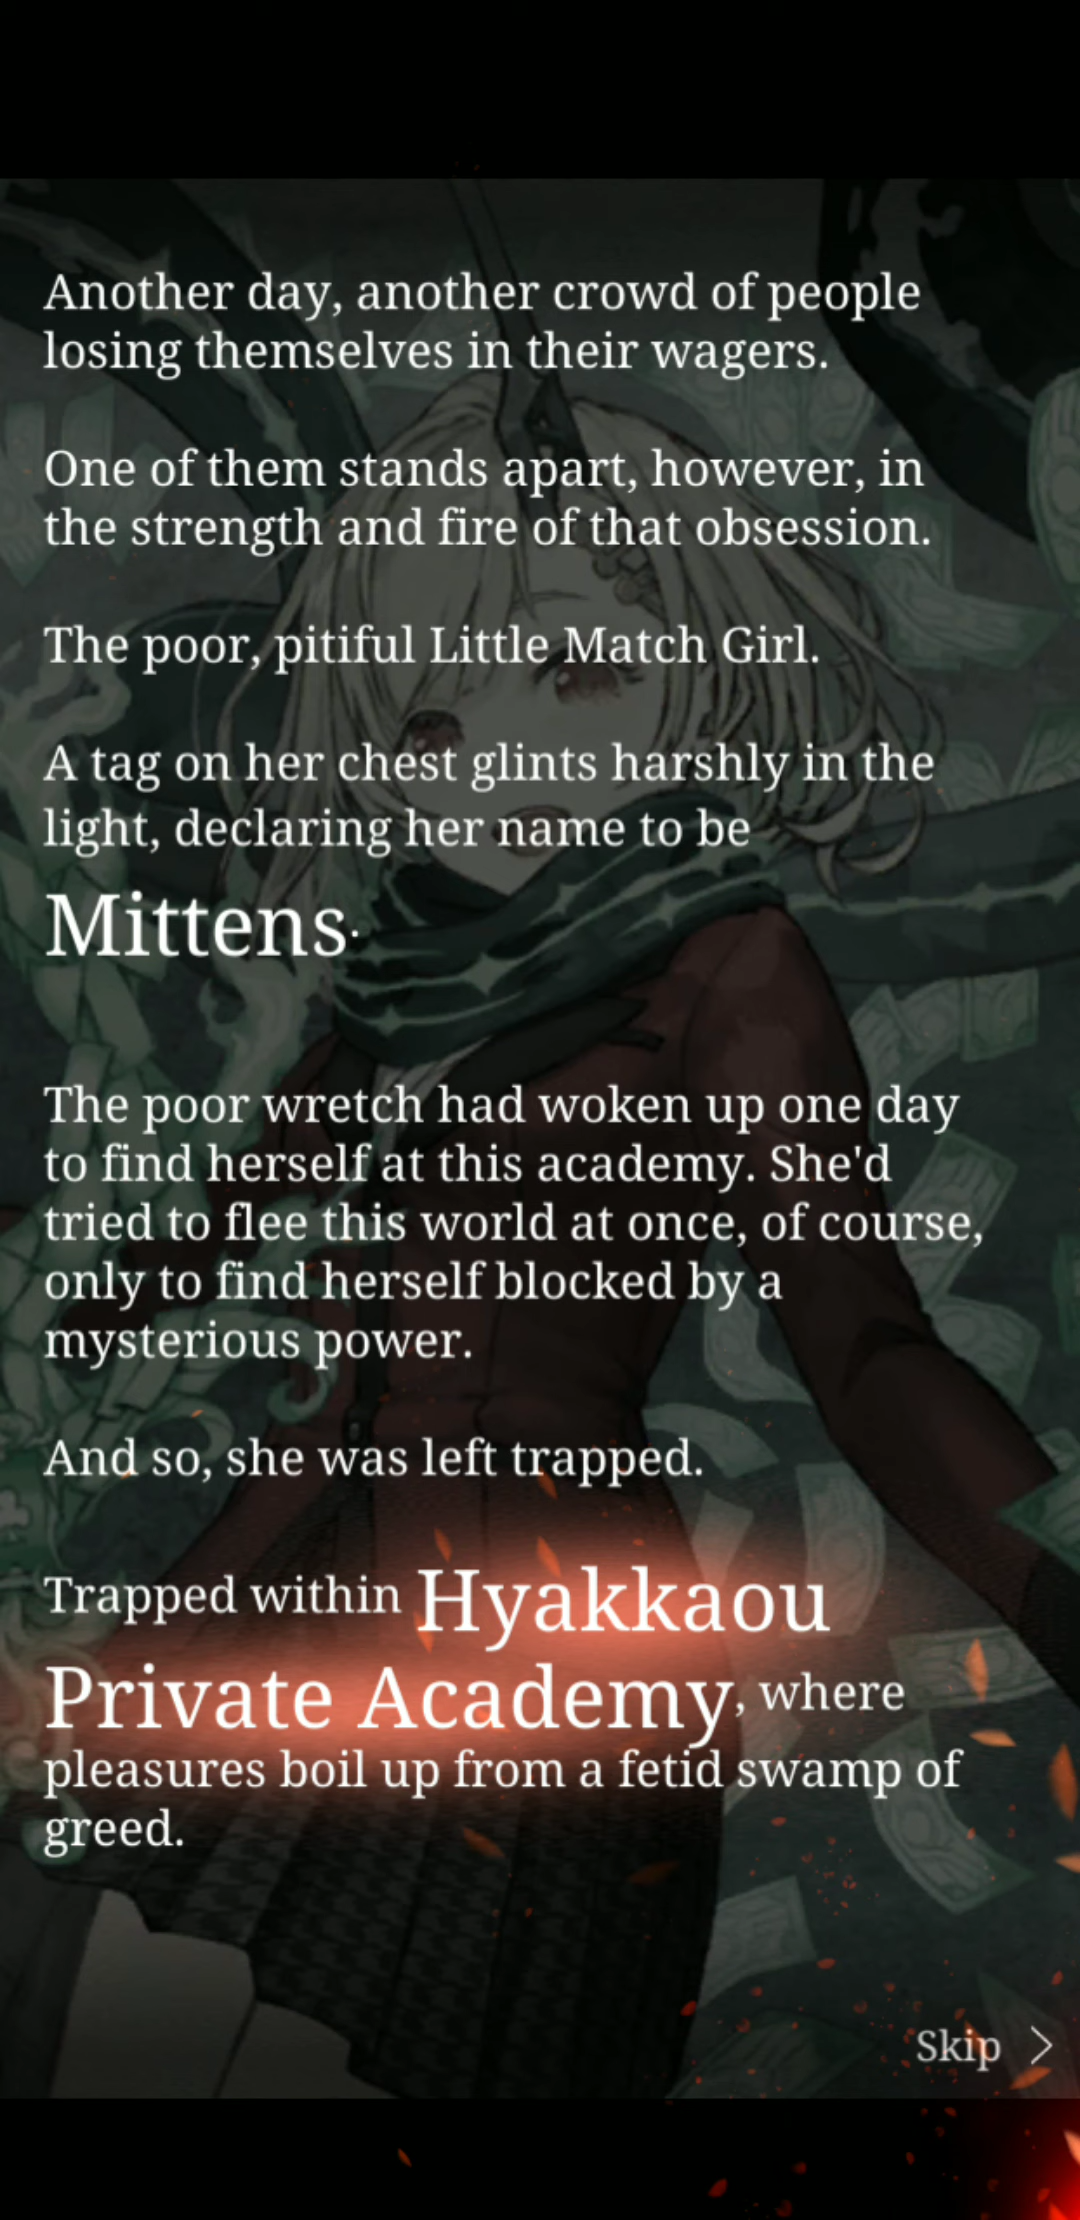 Another day, another crowd of people
losing themselves in their wagers.
One of them stands apart, however, in
the strength and fire of that obsession.
The poor, pitiful Little Match Girl.
A tag on her chest glints harshly in the
light, declaring her name to be
Mittens.
The poor wretch had woken up one day
to find herself at this academy. She'd
tried to flee this world at once, of course,
only to find herself blocked by a
mysterious power.
And so, she was left trapped.
Trapped within Hyakkaou
Private Academy, where
pleasures boil up from a fetid swamp of
greed.
Skip >